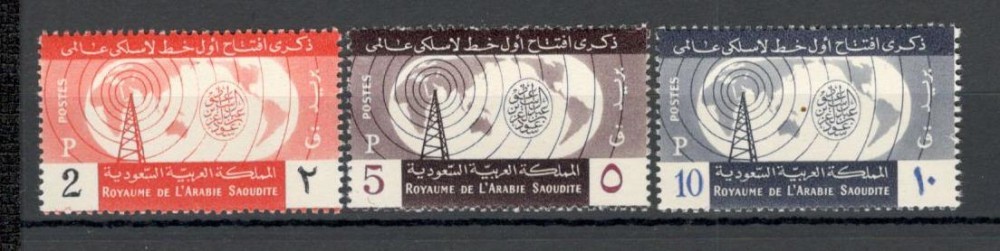 ذكرى افتتاح أول خط لاسلكي عالمي
POSTES
بريد
P
ق
المملكة العربية السعودية
2
ROYAUME DE L'ARABIE SAOUDITE
٢
ذكرى افتتاح أول خط لاسلكي عالمي
POSTES
بريد
P
ق
المملكة العربية السعودية
5
ROYAUME DE L'ARABIE SAOUDITE
٥
ذكرى افتتاح أول خط لاسلكي عالمي
POSTES
بريد
P
ق
المملكة العربية السعودية
10
ROYAUME DE L'ARABIE SAOUDITE
١٠